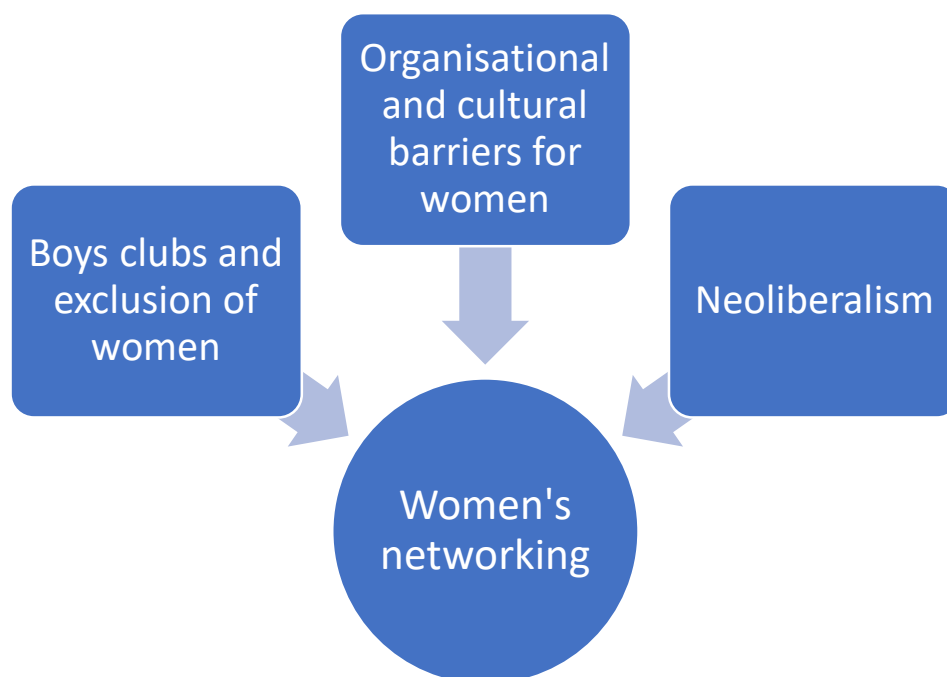 Organisational
and cultural
barriers for
women
Boys clubs and
exclusion of
women
Neoliberalism
Women's
networking